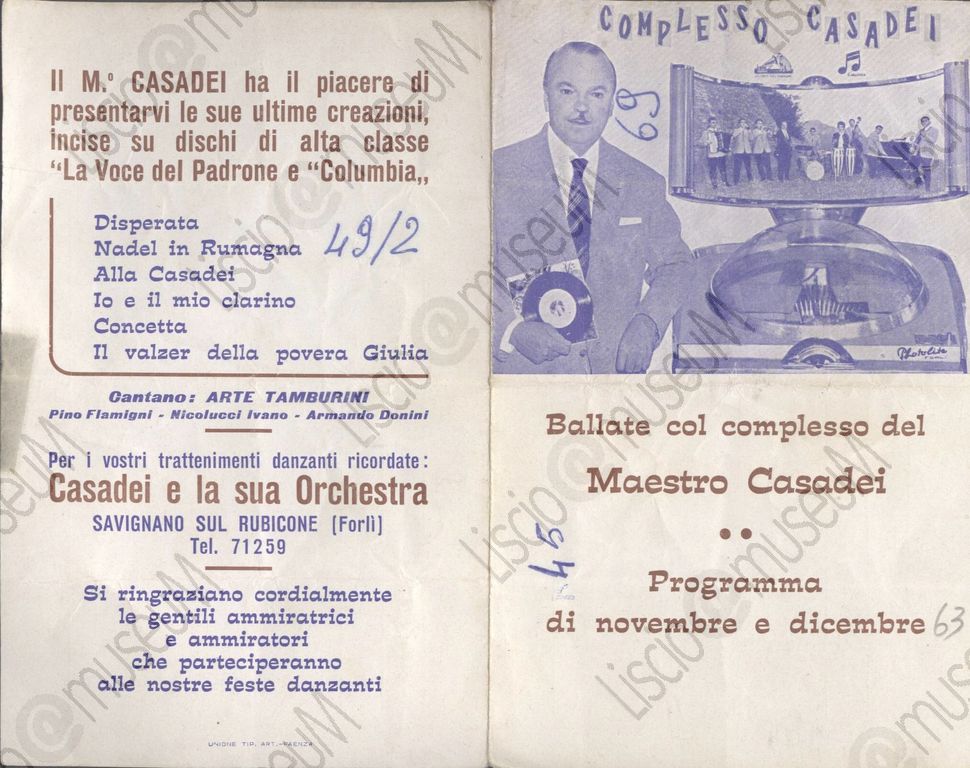 Il M.° CASADEI ha il piacere di
presentarvi le sue ultime creazioni,
incise su dischi di alta classe
"La Voce del Padrone e "Columbia„
Disperata
Nadel in Rumagna
49/2
Alla Casadei
Io e il mio clarino
Concetta
Il valzer della povera Giulia
Cantano: ARTE TAMBURINI
Pino Flamigni - Nicolucci Ivano - Armando Donini
Per i vostri trattenimenti danzanti ricordate:
Casadei e la sua Orchestra
SAVIGNANO SUL RUBICONE (Forlì)
Tel. 71259
Si ringraziano cordialmente
le gentili ammiratrici
e ammiratori
che parteciperanno
alle nostre feste danzanti
UNIONE TIP. ART.-FAENZA
COMPLESSO CASADEI
69
Photolite
Ballate col complesso del
Maestro Casadei
45
Programma
di novembre e dicembre 63
Liscio@museuM